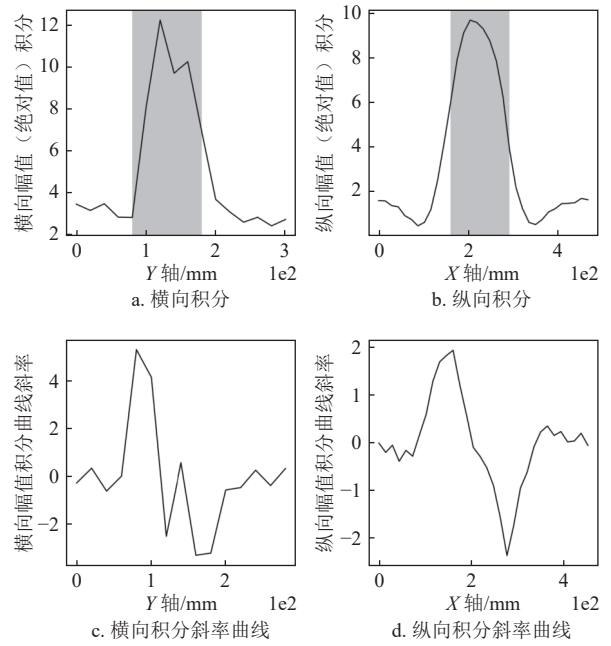 横向幅值（绝对值）积分
12
10
8
6
4
2
0
1
2
3
Y 轴/mm
1e2
a. 横向积分
纵向幅值（绝对值）积分
10
8
6
4
2
0
2
4
X 轴/mm
1e2
b. 纵向积分
横向幅值积分曲线斜率
4
2
0
−2
0
1
2
Y 轴/mm
1e2
c. 横向积分斜率曲线
纵向幅值积分曲线斜率
2
1
0
−1
−2
0
2
4
X 轴/mm
1e2
d. 纵向积分斜率曲线